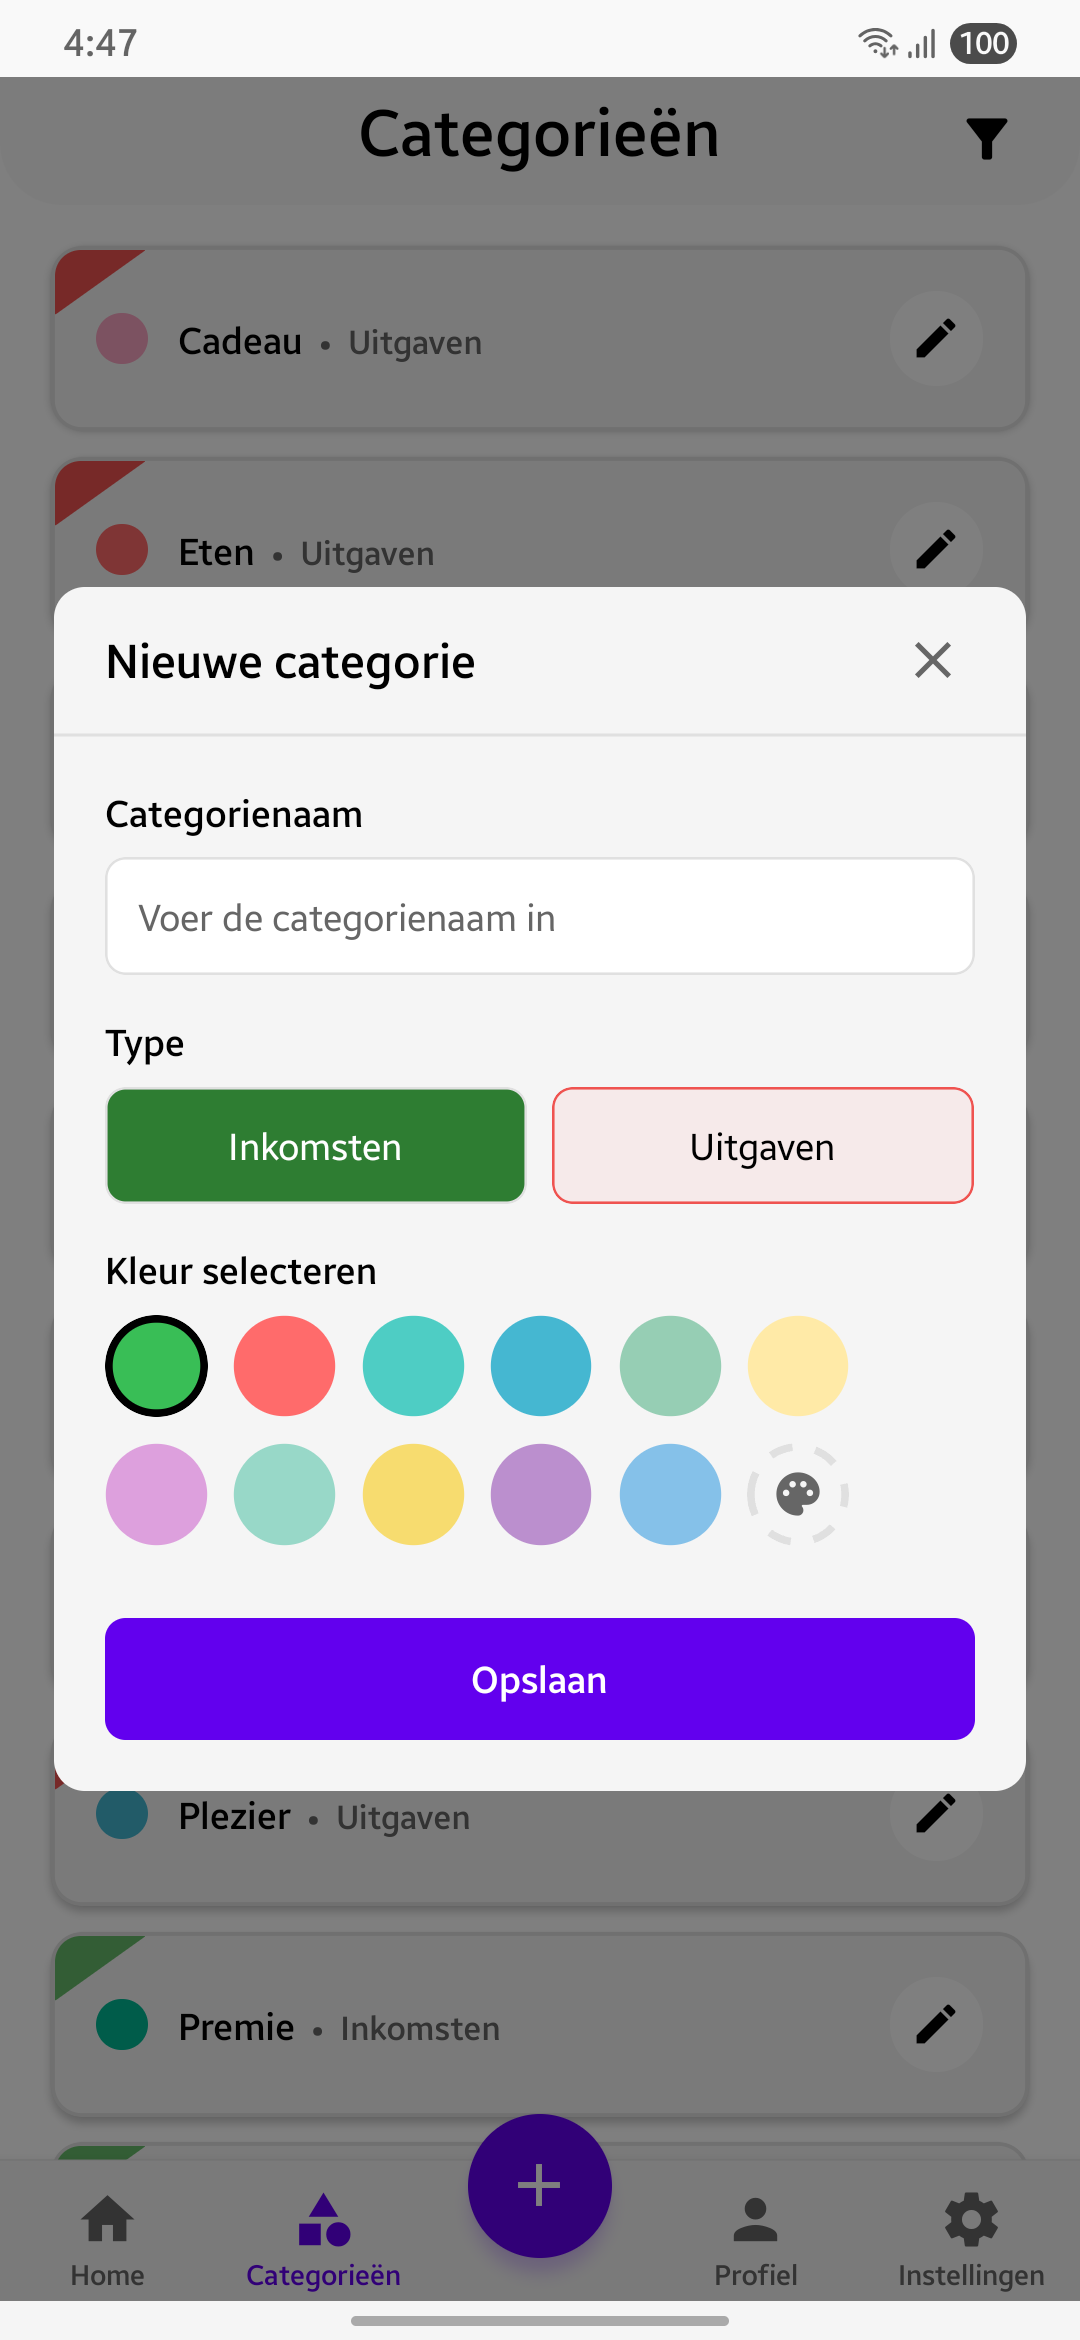 4:47
100
Categorieën
Cadeau • Uitgaven
Eten • Uitgaven
Nieuwe categorie
Categorienaam
Voer de categorienaam in
Type
Inkomsten
Uitgaven
Kleur selecteren
Opslaan
Plezier • Uitgaven
Premie • Inkomsten
Home
Categorieën
Profiel
Instellingen